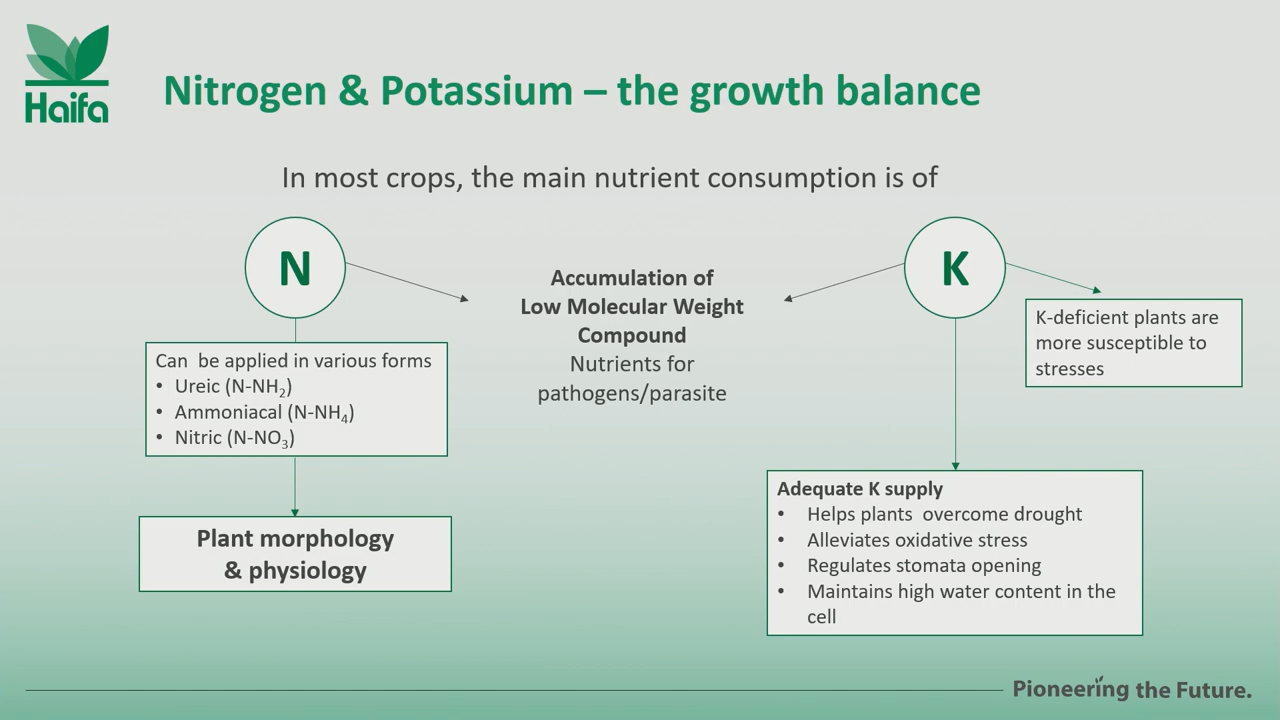 Haifa
Nitrogen & Potassium – the growth balance
In most crops, the main nutrient consumption is of
N
K
Accumulation of
Low Molecular Weight
Compound
Nutrients for
pathogens/parasite
K-deficient plants are
more susceptible to
stresses
Can be applied in various forms
• Ureic (N-NH₂)
• Ammoniacal (N-NH₄)
• Nitric (N-NO₃)
Plant morphology
& physiology
Adequate K supply
• Helps plants overcome drought
• Alleviates oxidative stress
• Regulates stomata opening
• Maintains high water content in the
cell
Pioneering the Future.